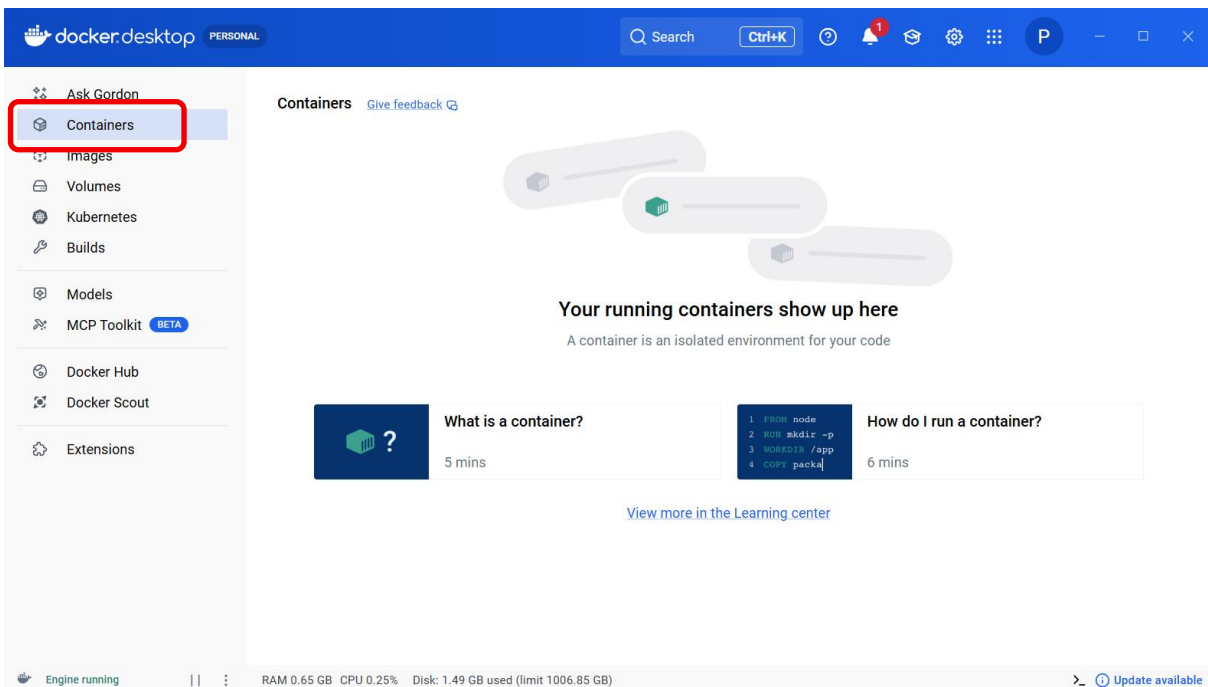 docker.desktop PERSONAL
Search Ctrl+K
1
P
Ask Gordon
Containers
Images
Volumes
Kubernetes
Builds
Models
MCP Toolkit BETA
Docker Hub
Docker Scout
Extensions
Containers Give feedback
Your running containers show up here
A container is an isolated environment for your code
?
What is a container?
5 mins
1 FROM node
2 RUN mkdir -p
3 WORKDIR /app
4 COPY packa
How do I run a container?
6 mins
View more in the Learning center
Engine running
RAM 0.65 GB CPU 0.25% Disk: 1.49 GB used (limit 1006.85 GB)
Update available